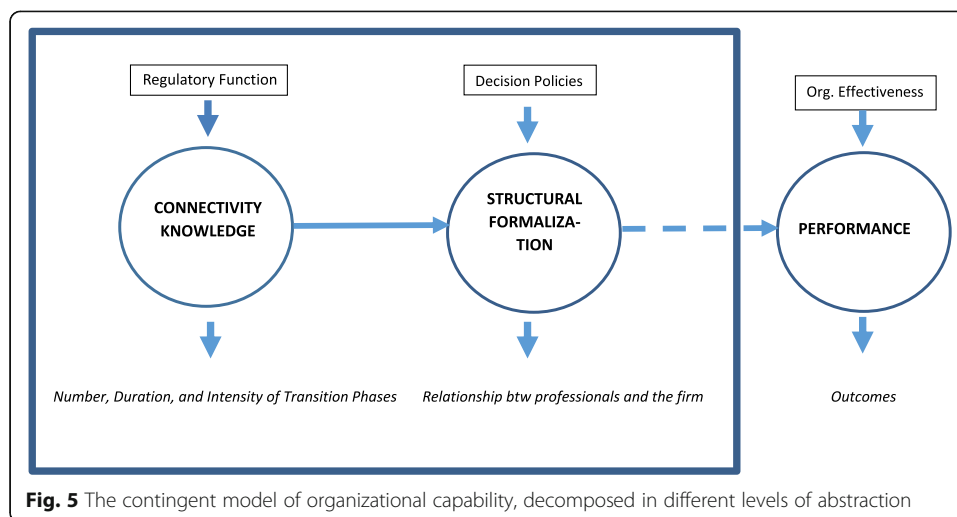 Regulatory Function
Decision Policies
Org. Effectiveness
CONNECTIVITY
KNOWLEDGE
STRUCTURAL
FORMALIZA-
TION
PERFORMANCE
Number, Duration, and Intensity of Transition Phases
Relationship btw professionals and the firm
Outcomes
Fig. 5 The contingent model of organizational capability, decomposed in different levels of abstraction